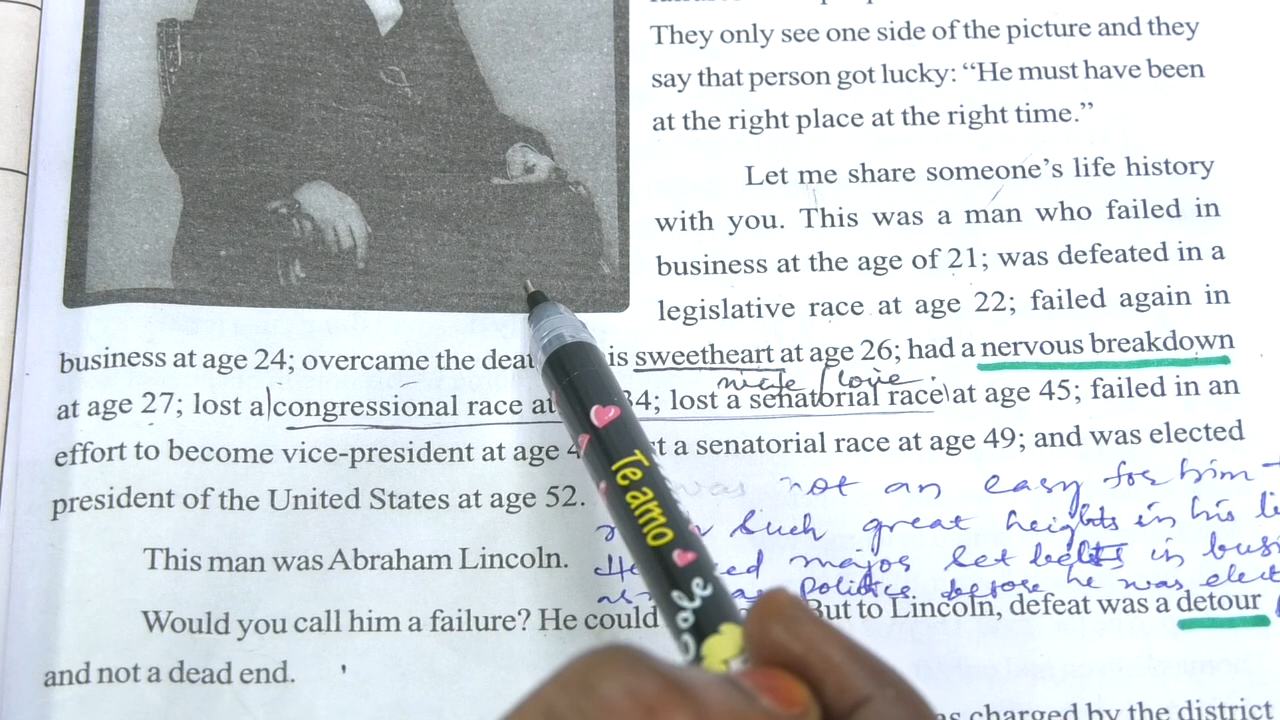 They only see one side of the picture and they
say that person got lucky: “He must have been
at the right place at the right time.”
Let me share someone’s life history
with you. This was a man who failed in
business at the age of 21; was defeated in a
legislative race at age 22; failed again in
business at age 24; overcame the is sweetheart at age 26; had a nervous breakdown
love
at age 27; lost a congressional race at 34; lost a senatorial race at age 45; failed in an
effort to become vice-president at age a senatorial race at age 49; and was elected
president of the United States at age 52.
was not an easy for him
such great heights in his
This man was Abraham Lincoln.
major set in
before he was
Would you call him a failure? He could But to Lincoln, defeat was a detour
and not a dead end.
charged by the district
Te amo